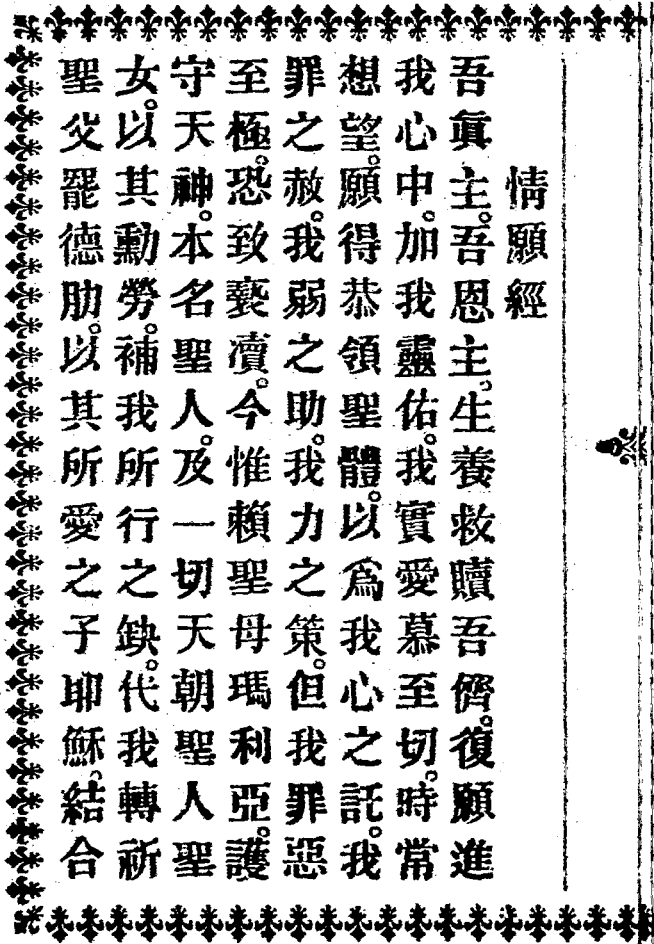 情願經
吾眞主。吾恩主。生養救贖吾儕。復願進
我心中。加我靈佑。我實愛慕至切。時常
想望。願得恭領聖體。以爲我心之託。我
罪之赦。我弱之助。我力之策。但我罪惡
至極。恐致褻瀆。今惟賴聖母瑪利亞。護
守天神。本名聖人。及一切天朝聖人聖
女。以其勳勞。補我所行之缺。代我轉祈
聖父罷德肋。以其所愛之子耶穌。結合